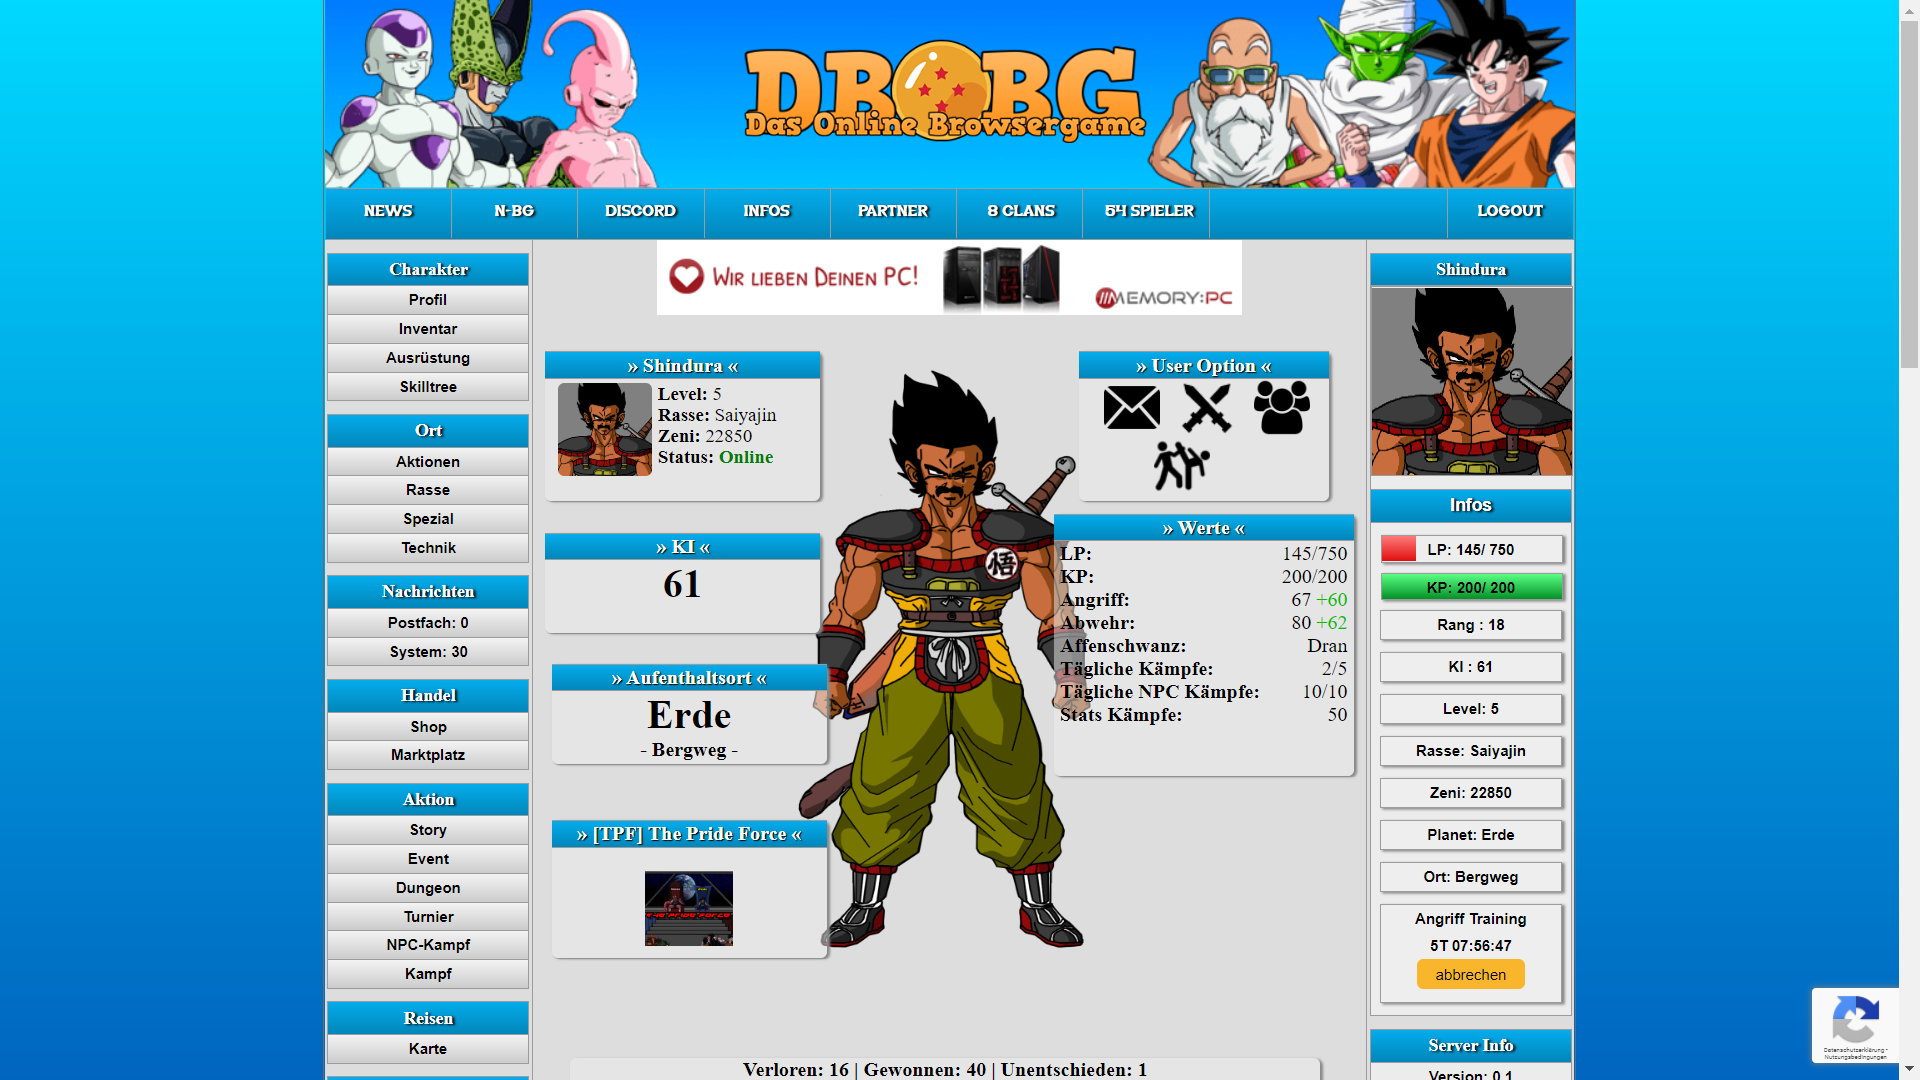 DB BG
Das Online Browsergame
NEWS
N-BG
DISCORD
INFOS
PARTNER
8 CLANS
54 SPIELER
LOGOUT
Charakter
Profil
Inventar
Ausrüstung
Skilltree
Ort
Aktionen
Rasse
Spezial
Technik
Nachrichten
Postfach: 0
System: 30
Handel
Shop
Marktplatz
Aktion
Story
Event
Dungeon
Turnier
NPC-Kampf
Kampf
Reisen
Karte
WIR LIEBEN DEINEN PC!
MEMORY:PC
» Shindura «
Level: 5
Rasse: Saiyajin
Zeni: 22850
Status: Online
» KI «
61
» Aufenthaltsort «
Erde
- Bergweg -
» [TPF] The Pride Force «
悟
» User Option «
» Werte «
LP: 145/750
KP: 200/200
Angriff: 67 +60
Abwehr: 80 +62
Affenschwanz: Dran
Tägliche Kämpfe: 2/5
Tägliche NPC Kämpfe: 10/10
Stats Kämpfe: 50
Verloren: 16 | Gewonnen: 40 | Unentschieden: 1
Shindura
Infos
LP: 145/ 750
KP: 200/ 200
Rang : 18
KI : 61
Level: 5
Rasse: Saiyajin
Zeni: 22850
Planet: Erde
Ort: Bergweg
Angriff Training
5T 07:56:47
abbrechen
Server Info
Version: 0.1
Datenschutzerklärung -
Nutzungsbedingungen